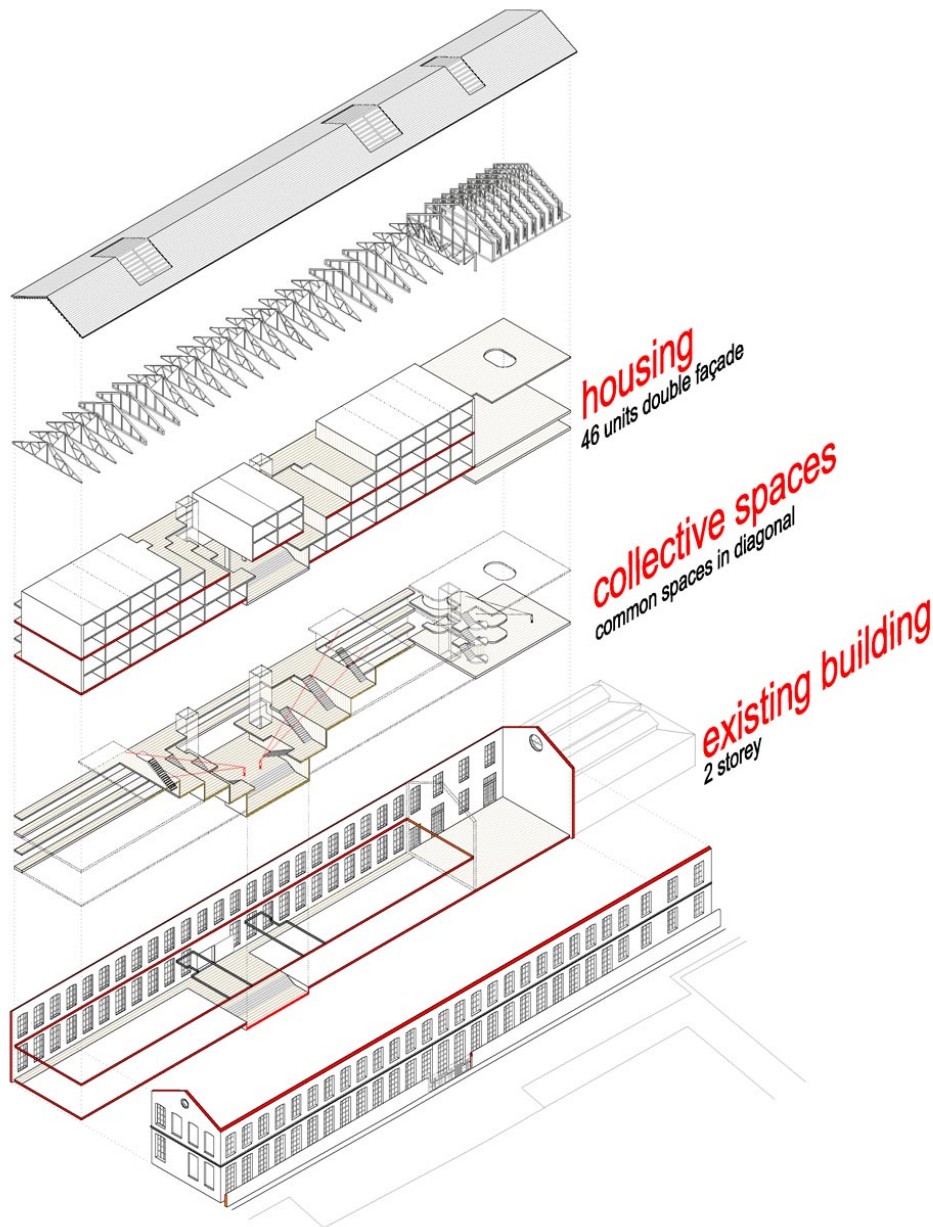 housing
46 units double façade
collective spaces
common spaces in diagonal
existing building
2 storey